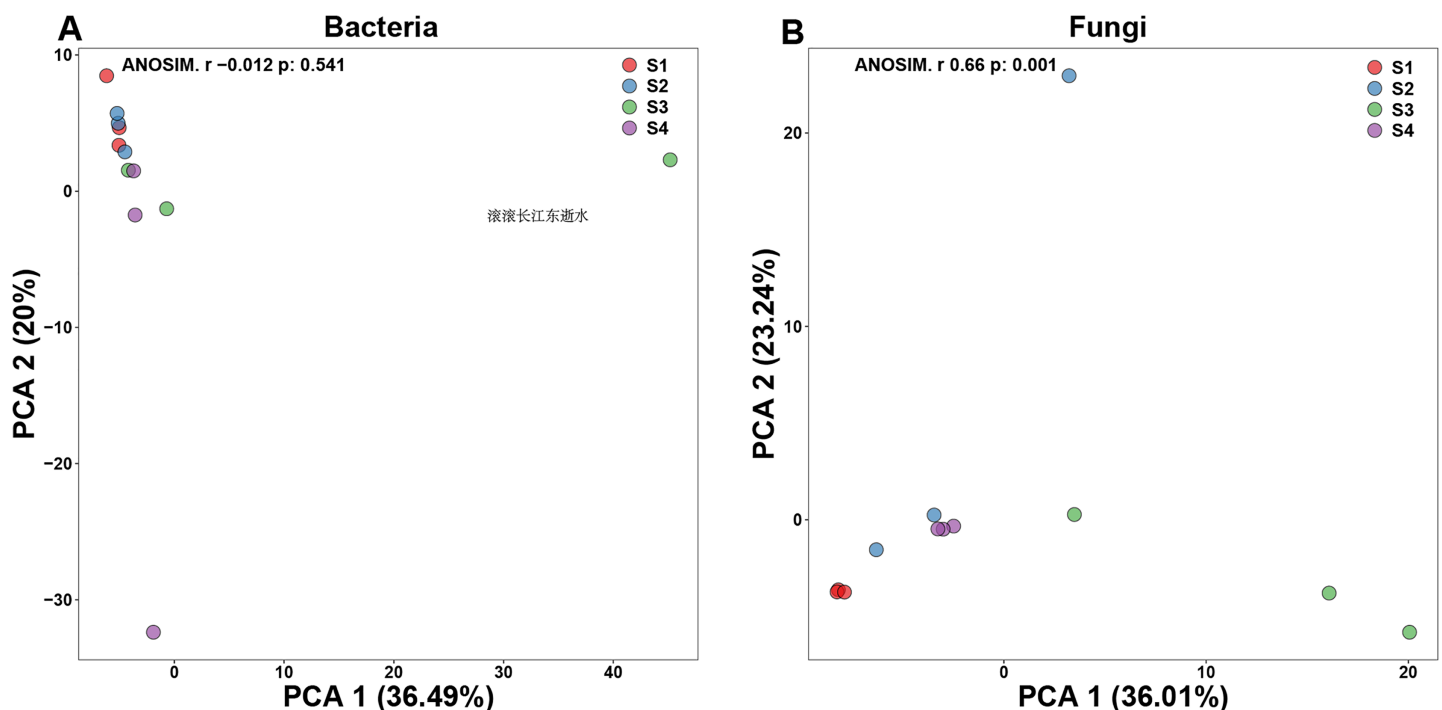 A
Bacteria
ANOSIM. r −0.012 p: 0.541
S1
S2
S3
S4
10
0
−10
−20
−30
PCA 2 (20%)
滚滚长江东逝水
0
10
20
30
40
PCA 1 (36.49%)
B
Fungi
ANOSIM. r 0.66 p: 0.001
S1
S2
S3
S4
20
10
0
PCA 2 (23.24%)
0
10
20
PCA 1 (36.01%)